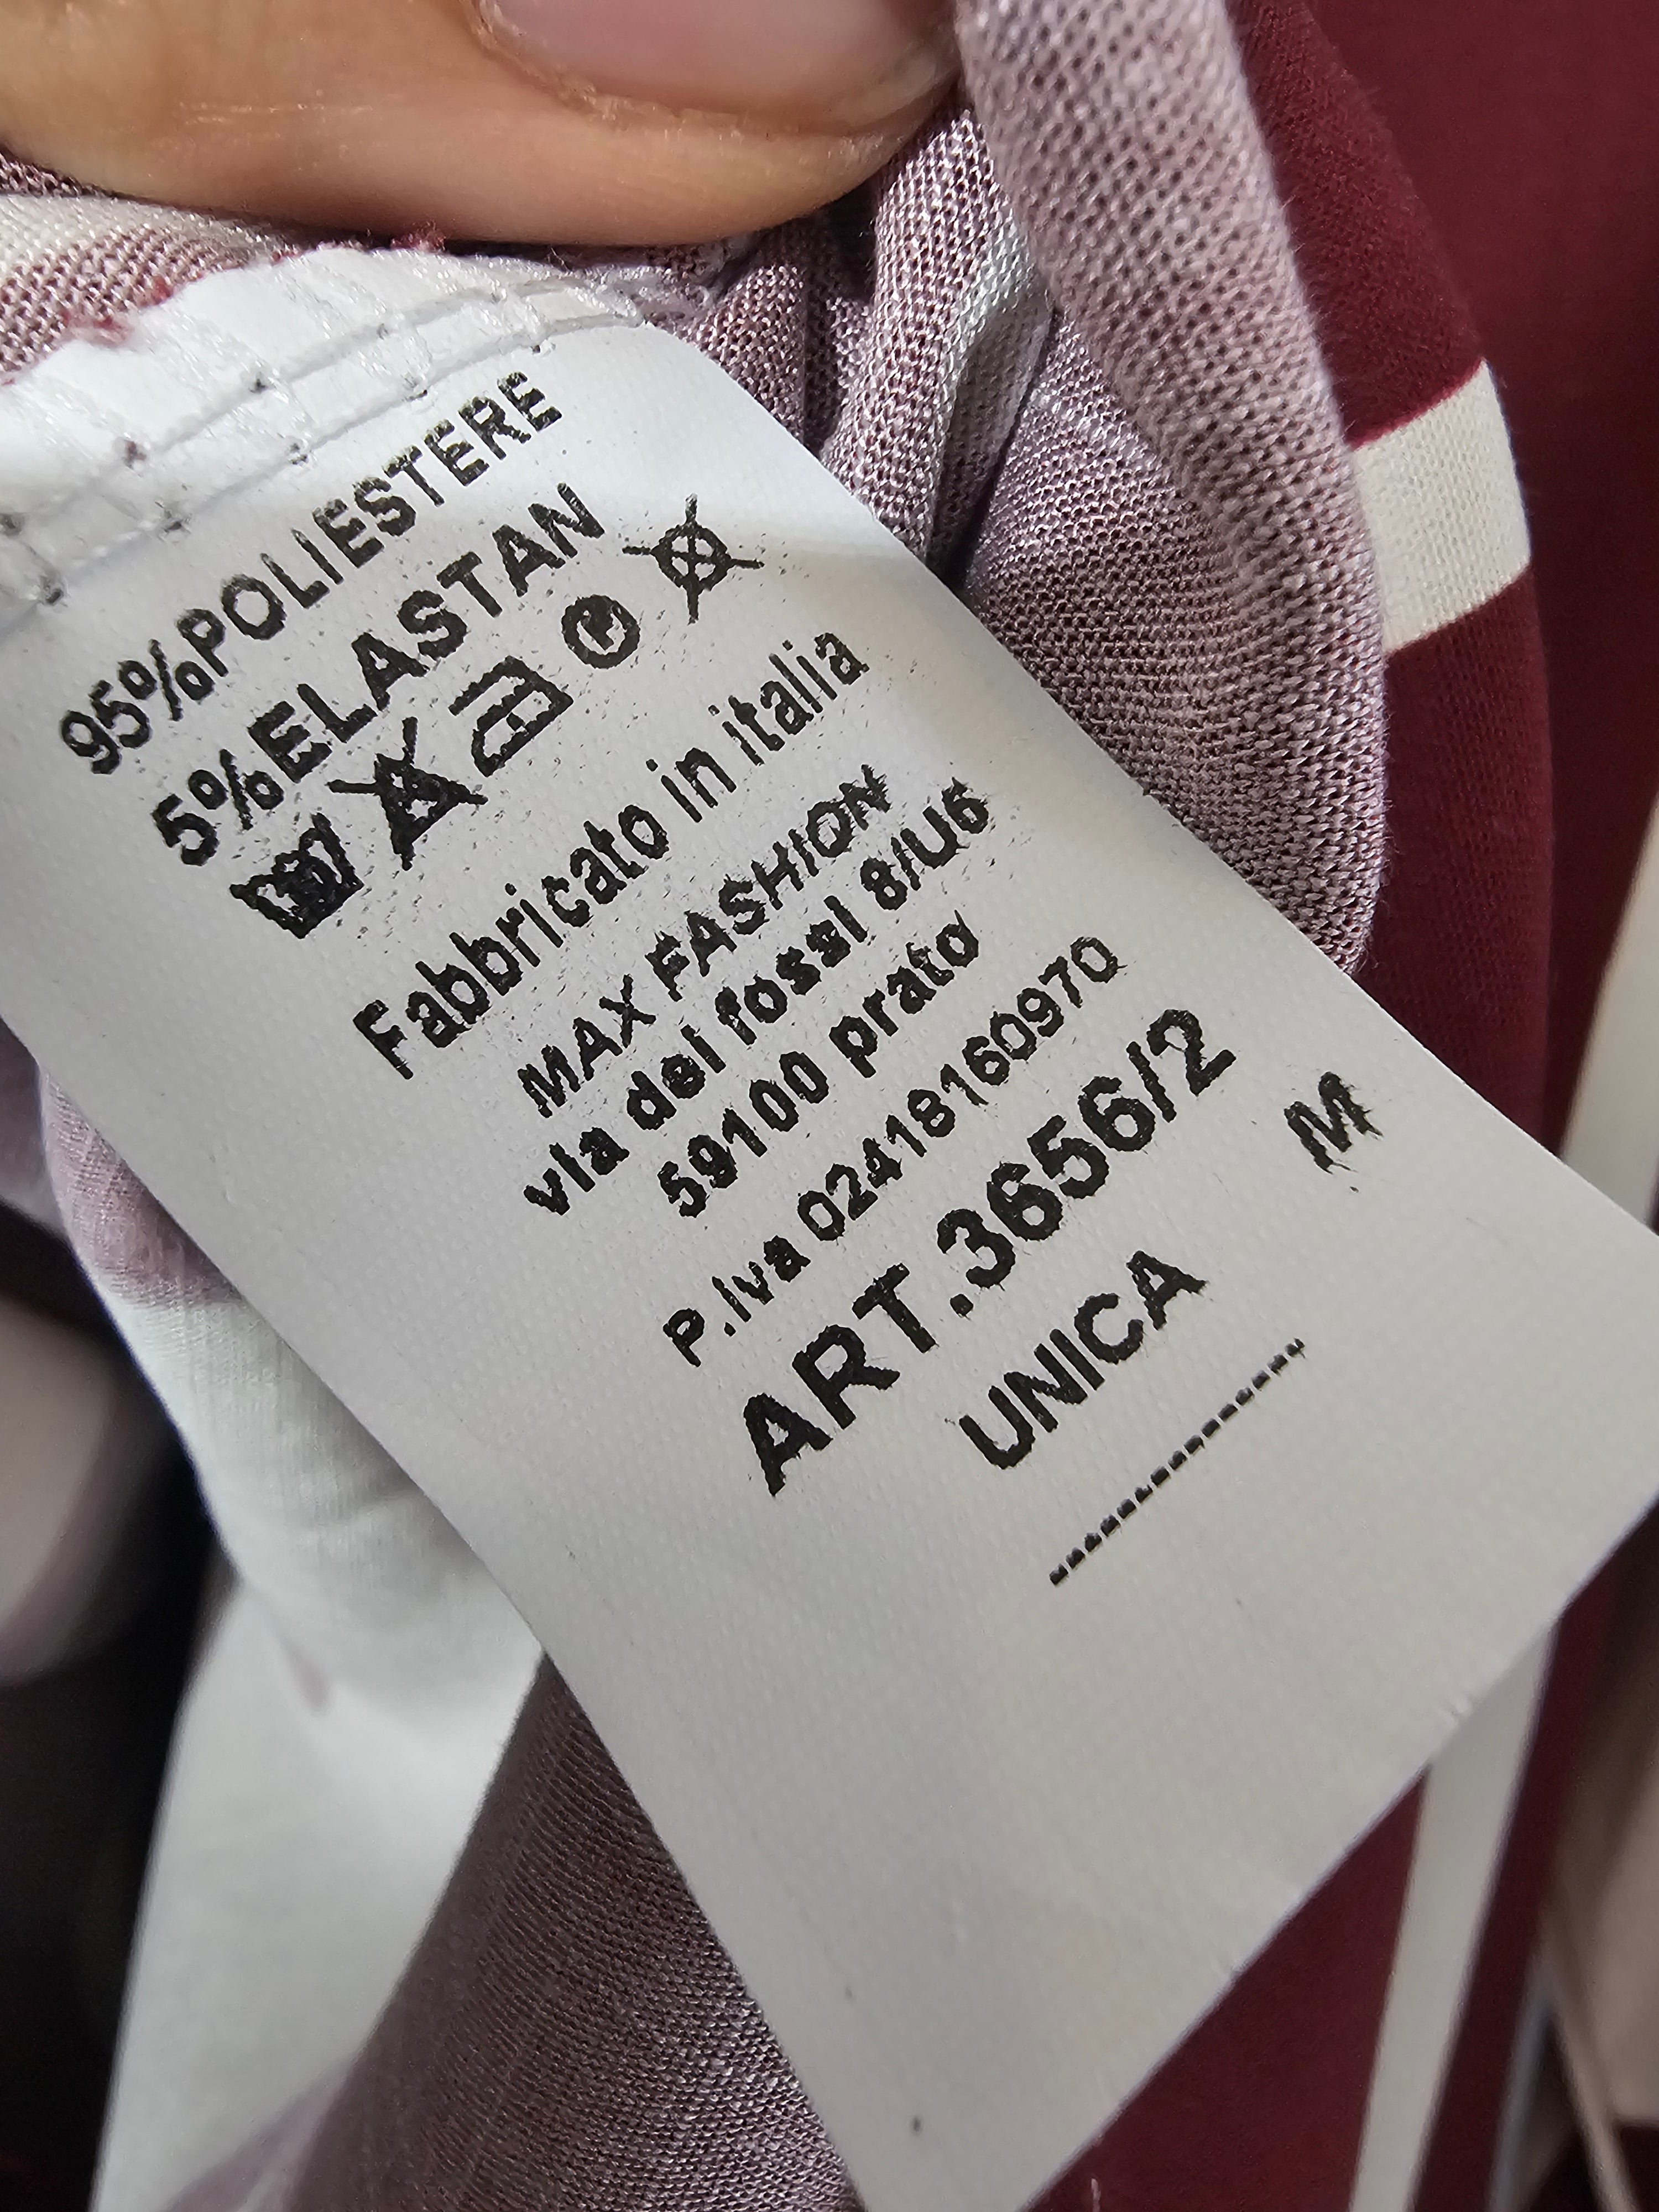 95%POLIESTERE
5%ELASTAN
Fabbricato in italia
MAX FASHION
via dei fossi 8/U6
59100 prato
P.Iva 02418160970
ART.3656/2
M
UNICA